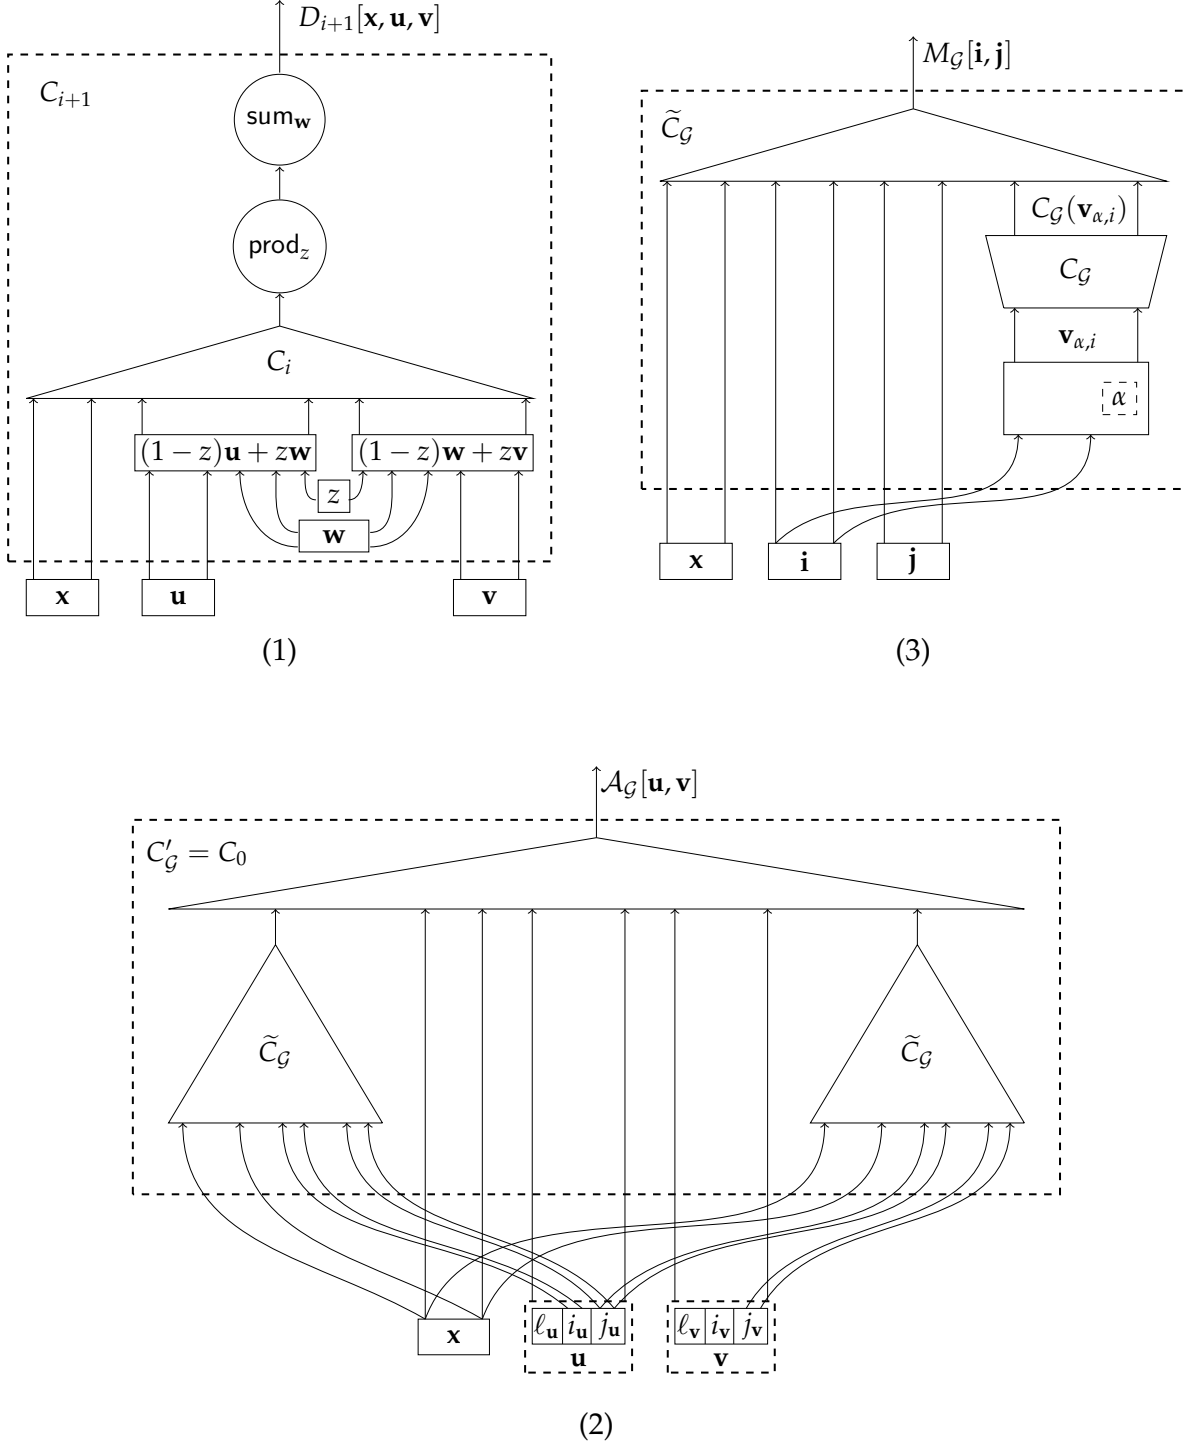 D_{i+1}[x, u, v]
C_{i+1}
sum_w
prod_z
C_i
(1 − z)u + zw
(1 − z)w + zv
z
w
x
u
v
(1)
M_𝒢[i, j]
C̃_𝒢
C_𝒢(v_{α,i})
C_𝒢
v_{α,i}
α
x
i
j
(3)
𝒜_𝒢[u, v]
C′_𝒢 = C_0
C̃_𝒢
C̃_𝒢
x
ℓ_u i_u j_u
u
ℓ_v i_v j_v
v
(2)